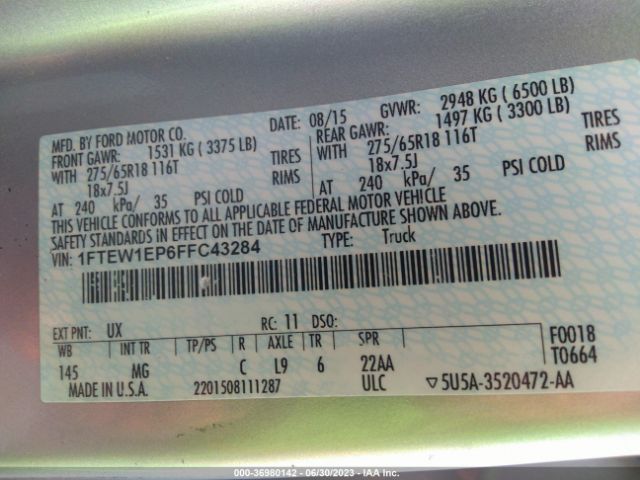 MFD. BY FORD MOTOR CO.
DATE: 08/15 GVWR: 2948 KG ( 6500 LB)
FRONT GAWR: 1531 KG ( 3375 LB) REAR GAWR: 1497 KG ( 3300 LB)
WITH 275/65R18 116T TIRES WITH 275/65R18 116T TIRES
18x7.5J RIMS 18x7.5J RIMS
AT 240 kPa/ 35 PSI COLD AT 240 kPa/ 35 PSI COLD
THIS VEHICLE CONFORMS TO ALL APPLICABLE FEDERAL MOTOR VEHICLE
SAFETY STANDARDS IN EFFECT ON THE DATE OF MANUFACTURE SHOWN ABOVE.
VIN: 1FTEW1EP6FFC43284 TYPE: Truck
EXT PNT: UX RC: 11 DSO:
WB INT TR TP/PS R AXLE TR SPR F0018
145 MG C L9 6 22AA T0664
MADE IN U.S.A. 2201508111287 ULC ▽5U5A-3520472-AA
000-36980142 - 06/30/2023 - IAA Inc.